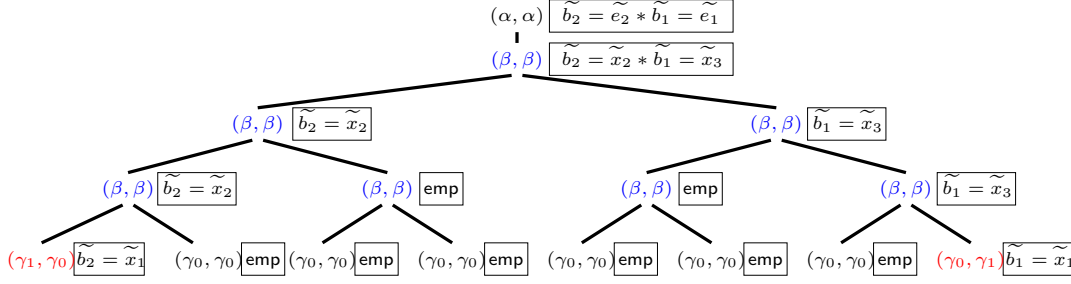 (α, α) b̃₂ = ẽ₂ ∗ b̃₁ = ẽ₁
(β, β) b̃₂ = x̃₂ ∗ b̃₁ = x̃₃
(β, β) b̃₂ = x̃₂ (β, β) b̃₁ = x̃₃
(β, β) b̃₂ = x̃₂ (β, β) emp (β, β) emp (β, β) b̃₁ = x̃₃
(γ₁, γ₀) b̃₂ = x̃₁ (γ₀, γ₀) emp (γ₀, γ₀) emp (γ₀, γ₀) emp (γ₀, γ₀) emp (γ₀, γ₀) emp (γ₀, γ₀) emp (γ₀, γ₁) b̃₁ = x̃₁